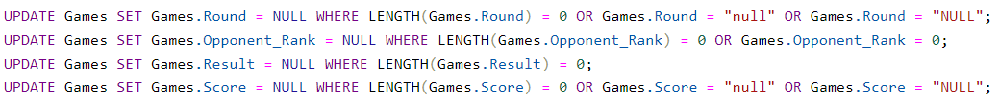 UPDATE Games SET Games.Round = NULL WHERE LENGTH(Games.Round) = 0 OR Games.Round = "null" OR Games.Round = "NULL";
UPDATE Games SET Games.Opponent_Rank = NULL WHERE LENGTH(Games.Opponent_Rank) = 0 OR Games.Opponent_Rank = 0;
UPDATE Games SET Games.Result = NULL WHERE LENGTH(Games.Result) = 0;
UPDATE Games SET Games.Score = NULL WHERE LENGTH(Games.Score) = 0 OR Games.Score = "null" OR Games.Score = "NULL";